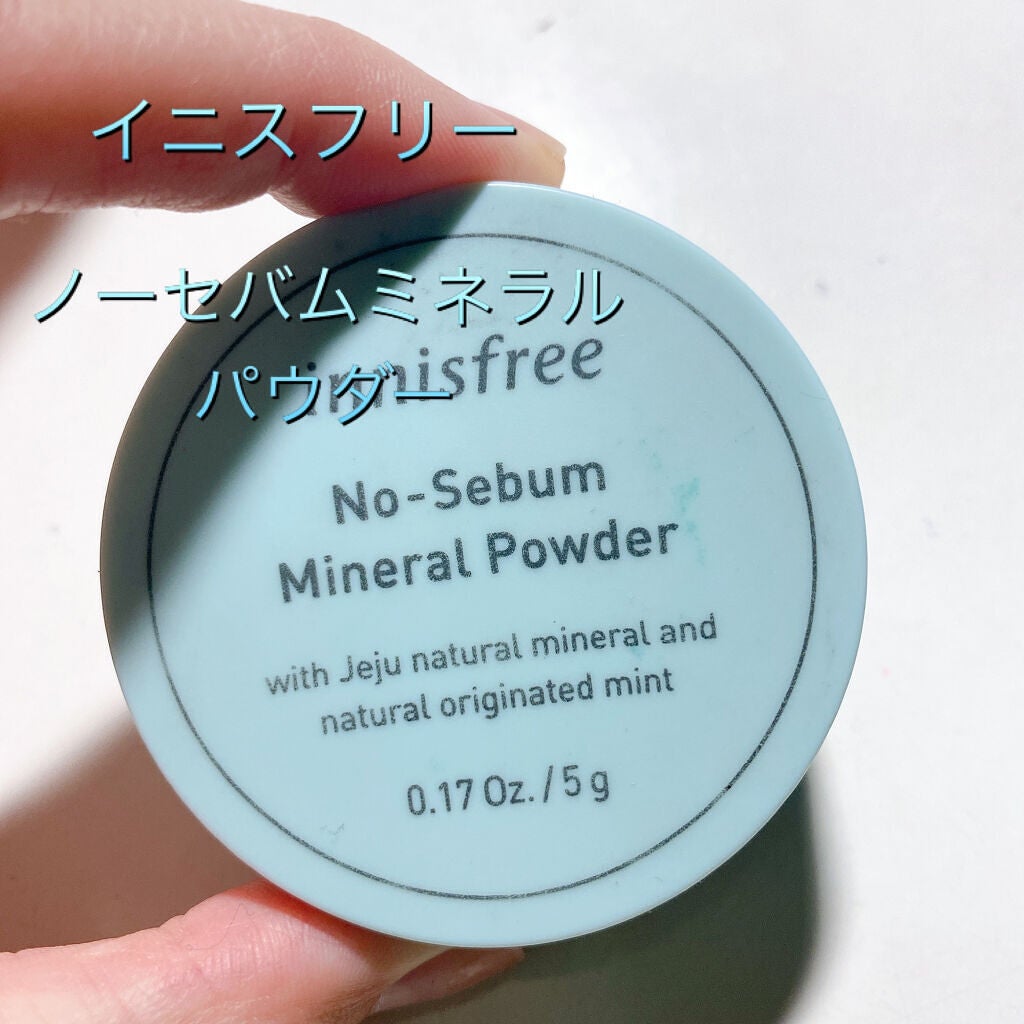 イニスフリー
ノーセバムミネラル
パウダー
innisfree
No-Sebum
Mineral Powder
with Jeju natural mineral and
natural originated mint
0.17 Oz. / 5 g